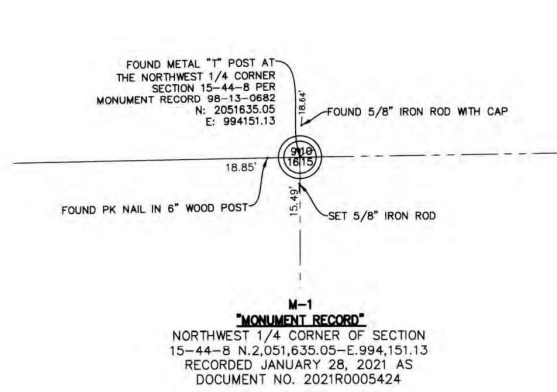 FOUND METAL "T" POST AT
THE NORTHWEST 1/4 CORNER
SECTION 15-44-8 PER
MONUMENT RECORD 98-13-0682
N: 2051635.05
E: 994151.13
18.64'
FOUND 5/8" IRON ROD WITH CAP
9 10
16 15
18.85'
FOUND PK NAIL IN 6" WOOD POST
15.49'
SET 5/8" IRON ROD
M-1
"MONUMENT RECORD"
NORTHWEST 1/4 CORNER OF SECTION
15-44-8 N.2,051,635.05-E.994,151.13
RECORDED JANUARY 28, 2021 AS
DOCUMENT NO. 2021R0005424